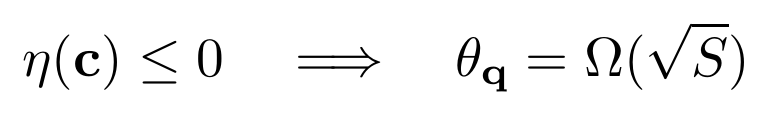 η(𝐜) ≤ 0 ⟹ θ_𝐪 = Ω(√S)